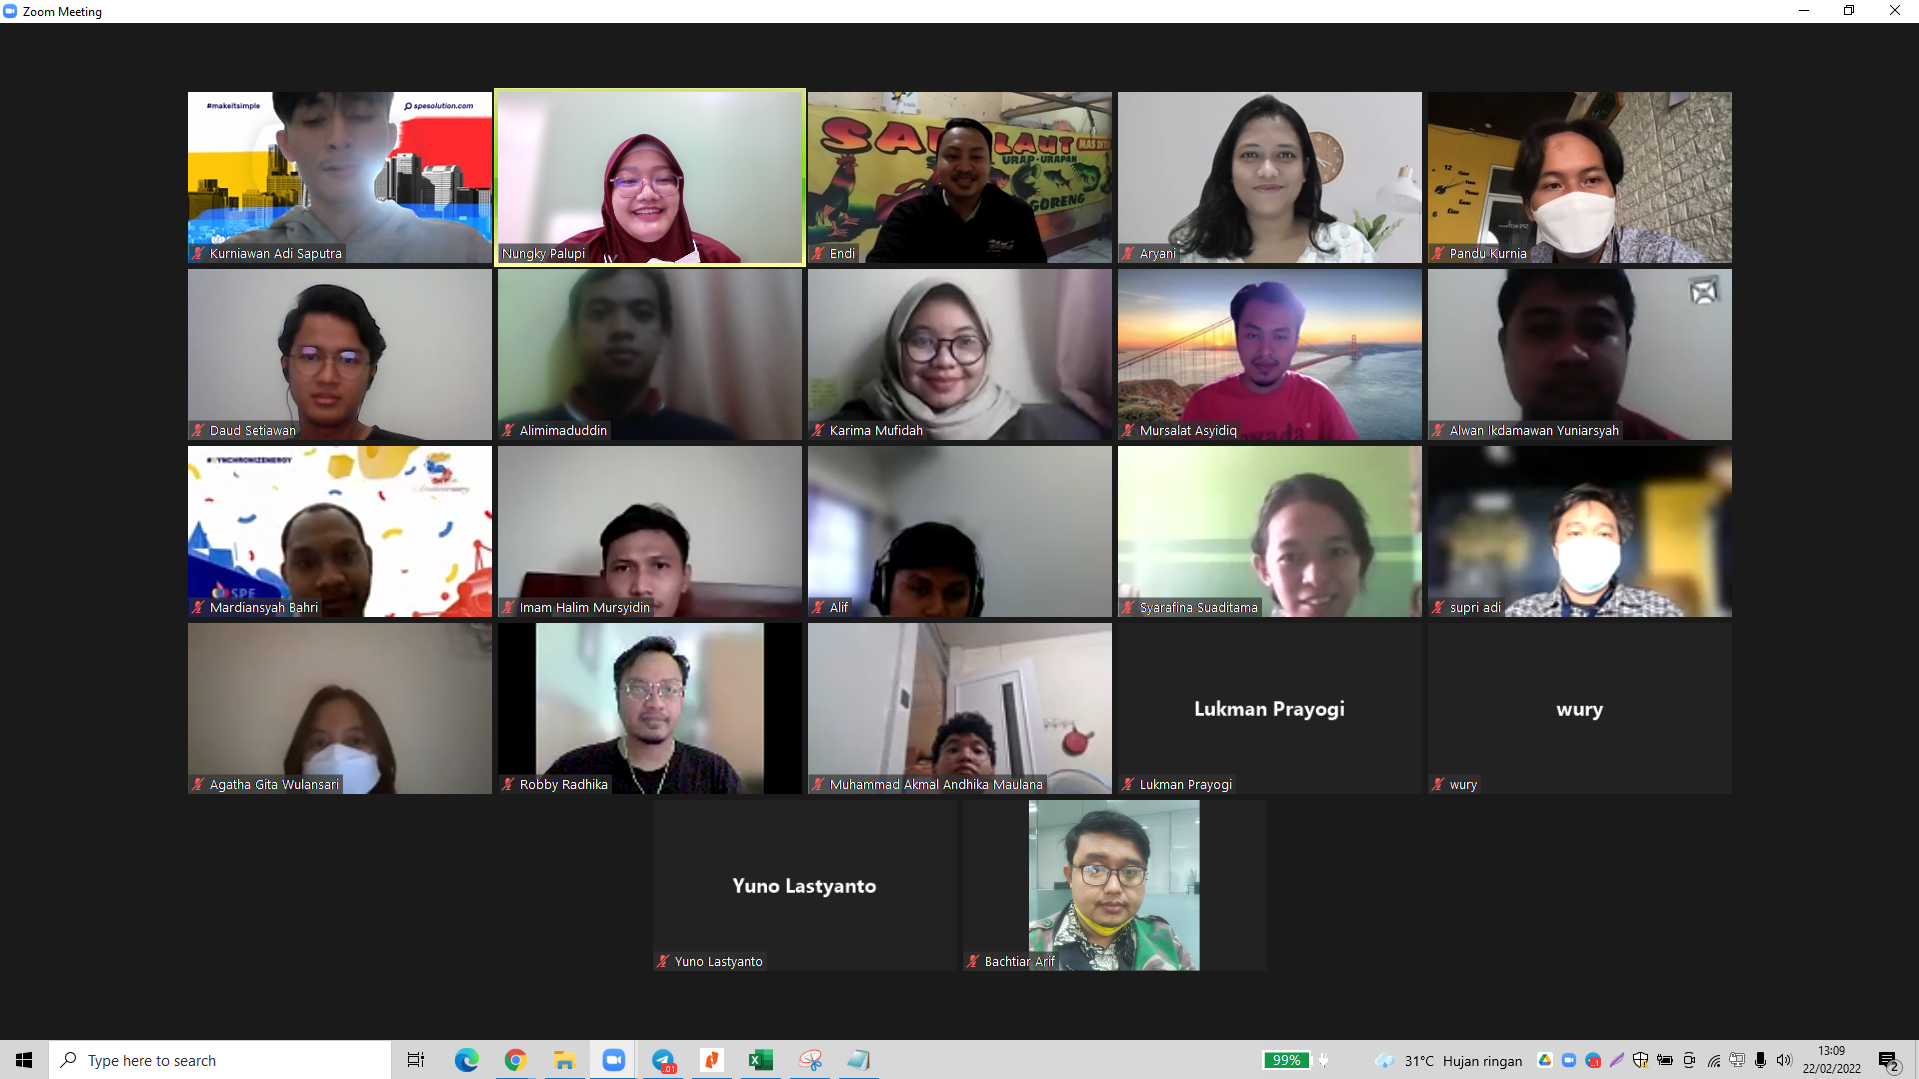 Zoom Meeting
#makeitsimple
spesolution.com
Kurniawan Adi Saputra
Nungky Palupi
LAUT
URAP-URAPAN
GORENG
Endi
Aryani
12
6
Pandu Kurnia
Daud Setiawan
Alimimaduddin
Karima Mufidah
Mursalat Asyidiq
Alwan Ikdamawan Yuniarsyah
#SYNCHRONIZENERGY
SPE
Mardiansyah Bahri
Imam Halim Mursyidin
Alif
Syarafina Suaditama
supri adi
Agatha Gita Wulansari
Robby Radhika
Muhammad Akmal Andhika Maulana
Lukman Prayogi
Lukman Prayogi
wury
wury
Yuno Lastyanto
Yuno Lastyanto
Bachtiar Arif
Type here to search
99%
31°C Hujan ringan
13:09
22/02/2022
2